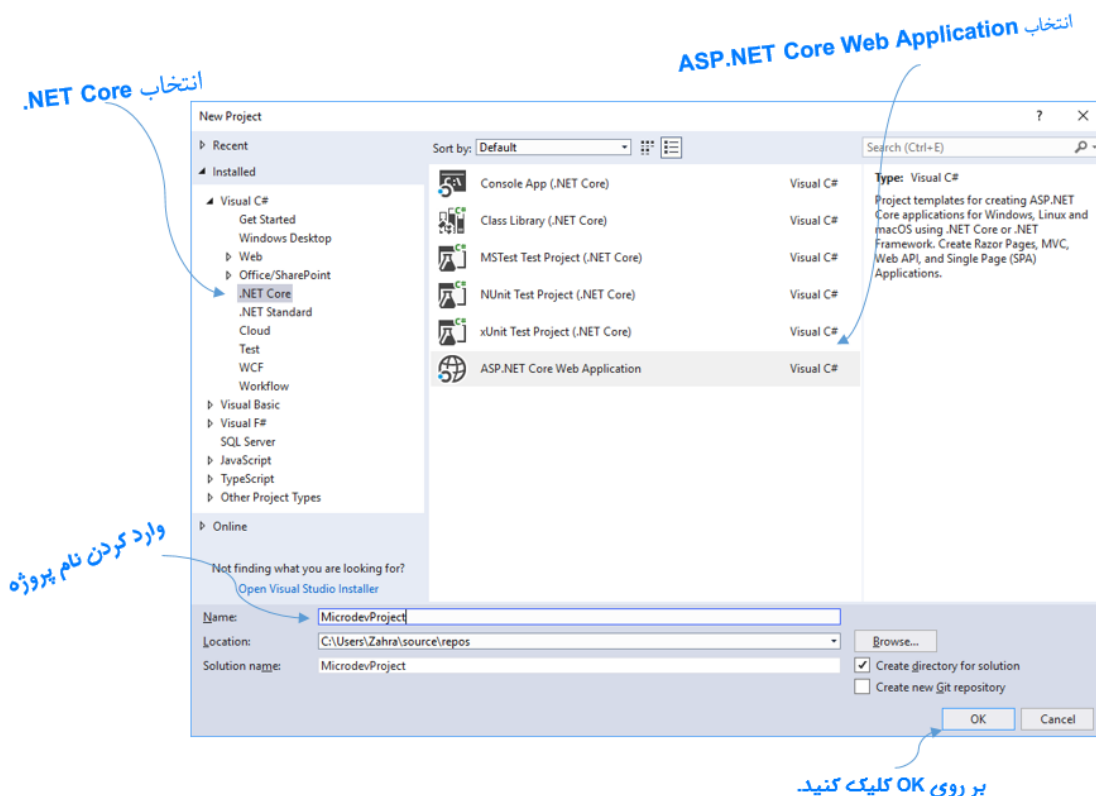 انتخاب ASP.NET Core Web Application
انتخاب .NET Core
New Project
?
Recent
Installed
Visual C#
Get Started
Windows Desktop
Web
Office/SharePoint
.NET Core
.NET Standard
Cloud
Test
WCF
Workflow
Visual Basic
Visual F#
SQL Server
JavaScript
TypeScript
Other Project Types
Online
Not finding what you are looking for?
Open Visual Studio Installer
Sort by: Default
Console App (.NET Core) Visual C#
Class Library (.NET Core) Visual C#
MSTest Test Project (.NET Core) Visual C#
NUnit Test Project (.NET Core) Visual C#
xUnit Test Project (.NET Core) Visual C#
ASP.NET Core Web Application Visual C#
Search (Ctrl+E)
Type: Visual C#
Project templates for creating ASP.NET
Core applications for Windows, Linux and
macOS using .NET Core or .NET
Framework. Create Razor Pages, MVC,
Web API, and Single Page (SPA)
Applications.
وارد کردن نام پروژه
Name: MicrodevProject
Location: C:\Users\Zahra\source\repos
Browse...
Solution name: MicrodevProject
Create directory for solution
Create new Git repository
OK Cancel
بر روی OK کلیک کنید.